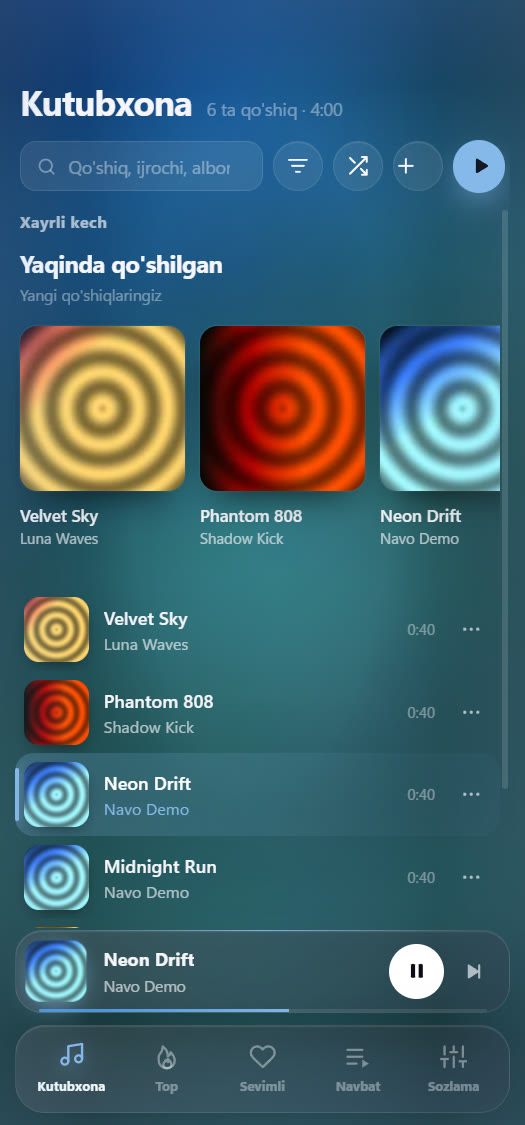 Kutubxona 6 ta qo'shiq · 4:00
Qo'shiq, ijrochi, albor
Xayrli kech
Yaqinda qo'shilgan
Yangi qo'shiqlaringiz
Velvet Sky
Luna Waves
Phantom 808
Shadow Kick
Neon Drift
Navo Demo
Velvet Sky
Luna Waves
0:40
Phantom 808
Shadow Kick
0:40
Neon Drift
Navo Demo
0:40
Midnight Run
Navo Demo
0:40
Neon Drift
Navo Demo
Kutubxona
Top
Sevimli
Navbat
Sozlama